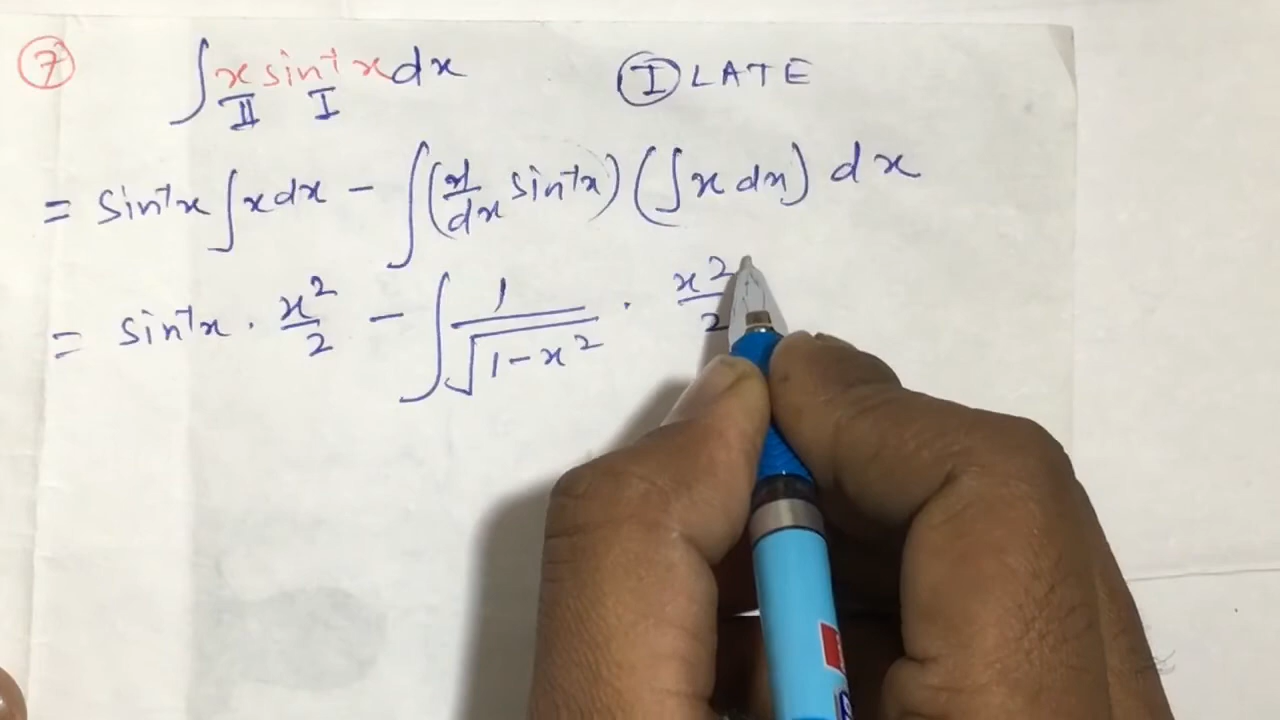 ⑦ ∫ x sin⁻¹ x dx Ⓘ LATE
II I
= sin⁻¹x ∫ x dx − ∫ (d/dx sin⁻¹x) (∫ x dx) dx
= sin⁻¹x · x²/2 − ∫ 1/√(1−x²) · x²/2